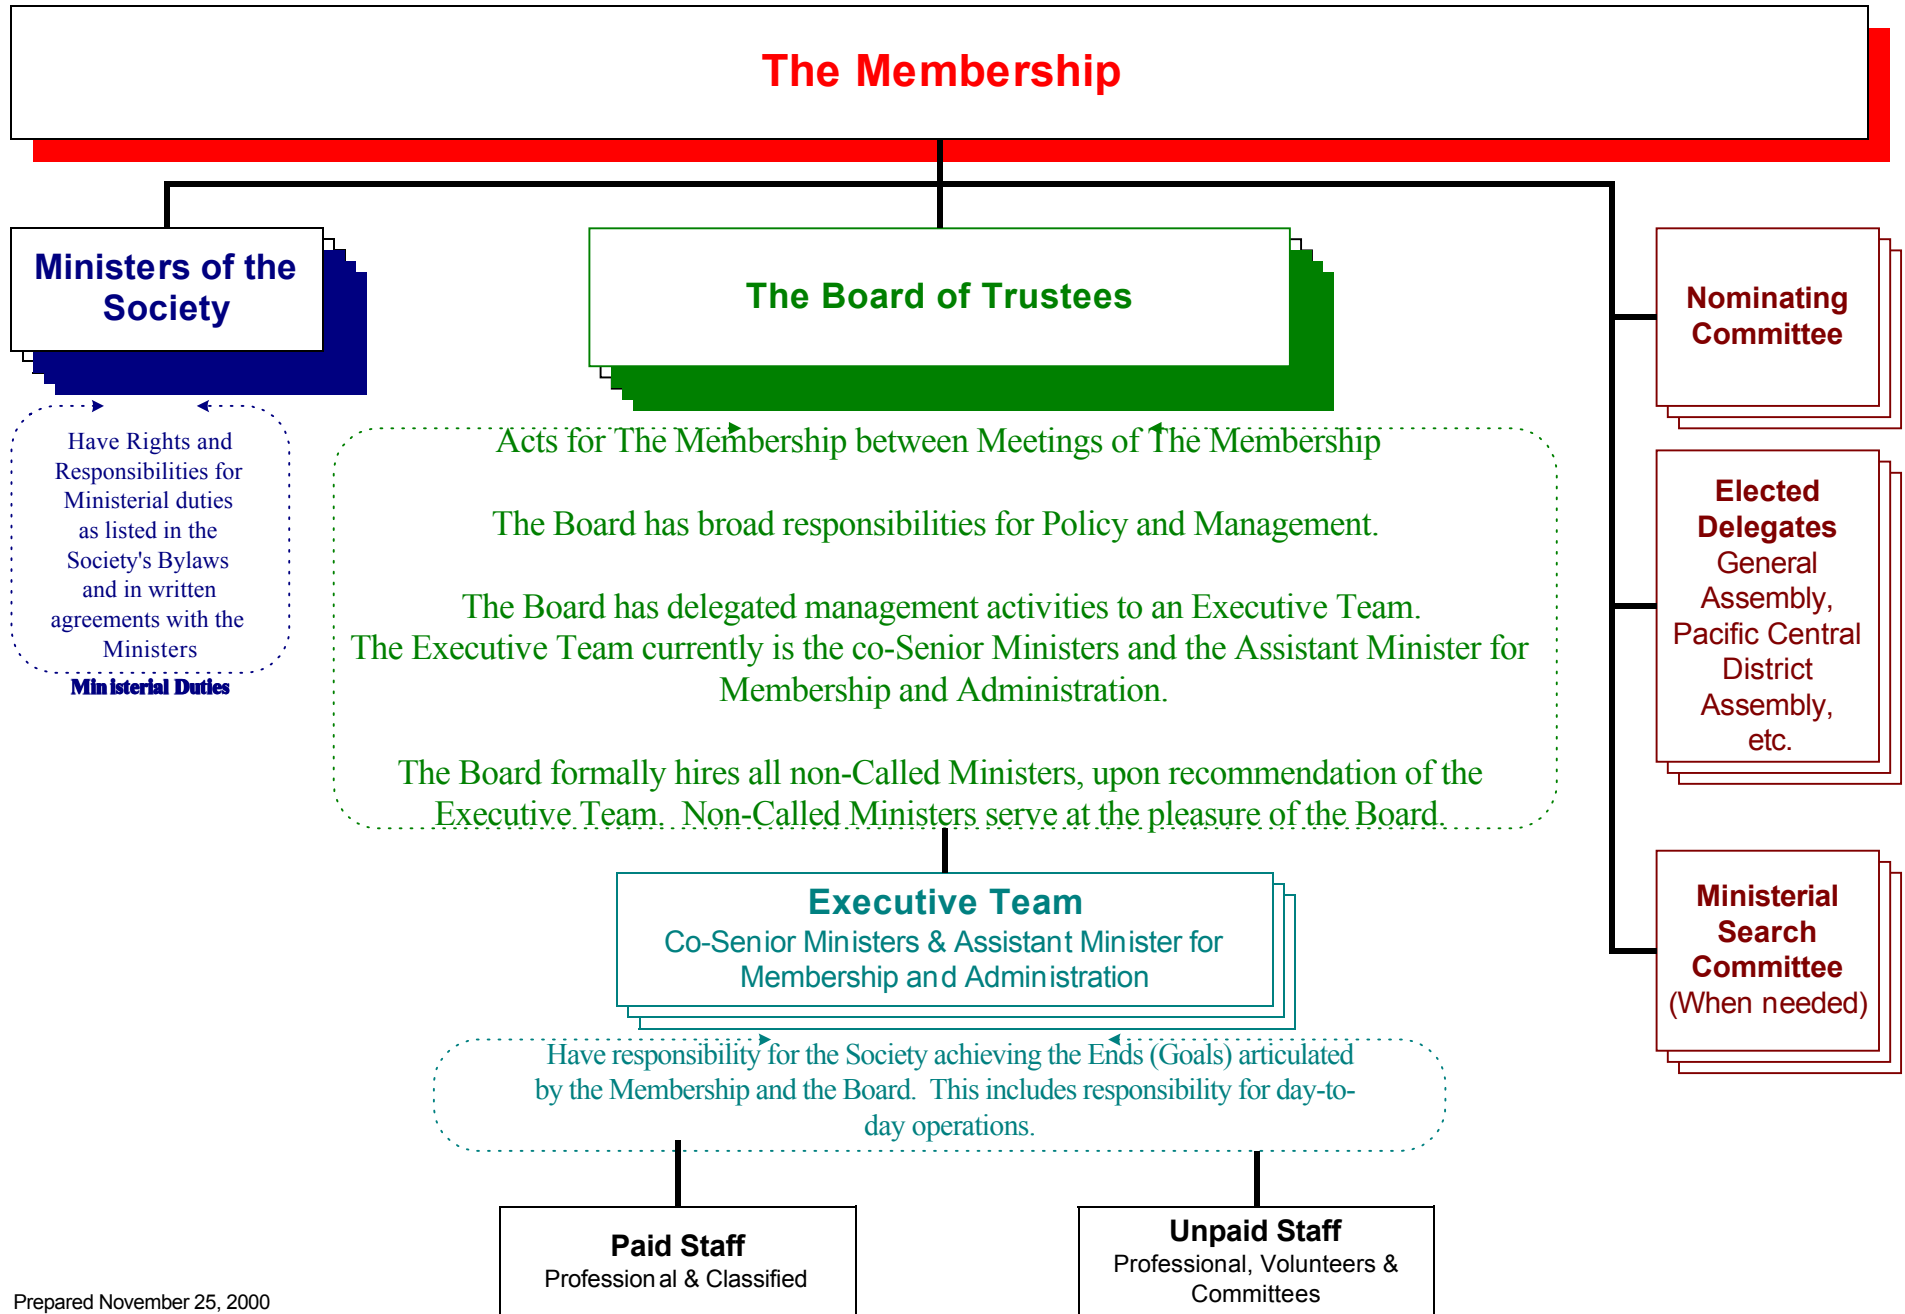 The Membership
Ministers of the
Society
The Board of Trustees
Nominating
Committee
Have Rights and
Responsibilities for
Ministerial duties
as listed in the
Society's Bylaws
and in written
agreements with the
Ministers
Ministerial Duties
Acts for The Membership between Meetings of The Membership
The Board has broad responsibilities for Policy and Management.
The Board has delegated management activities to an Executive Team.
The Executive Team currently is the co-Senior Ministers and the Assistant Minister for
Membership and Administration.
The Board formally hires all non-Called Ministers, upon recommendation of the
Executive Team.  Non-Called Ministers serve at the pleasure of the Board.
Elected
Delegates
General
Assembly,
Pacific Central
District
Assembly,
etc.
Executive Team
Co-Senior Ministers & Assistant Minister for
Membership and Administration
Ministerial
Search
Committee
(When needed)
Have responsibility for the Society achieving the Ends (Goals) articulated
by the Membership and the Board.  This includes responsibility for day-to-
day operations.
Paid Staff
Professional & Classified
Unpaid Staff
Professional, Volunteers &
Committees
Prepared November 25, 2000